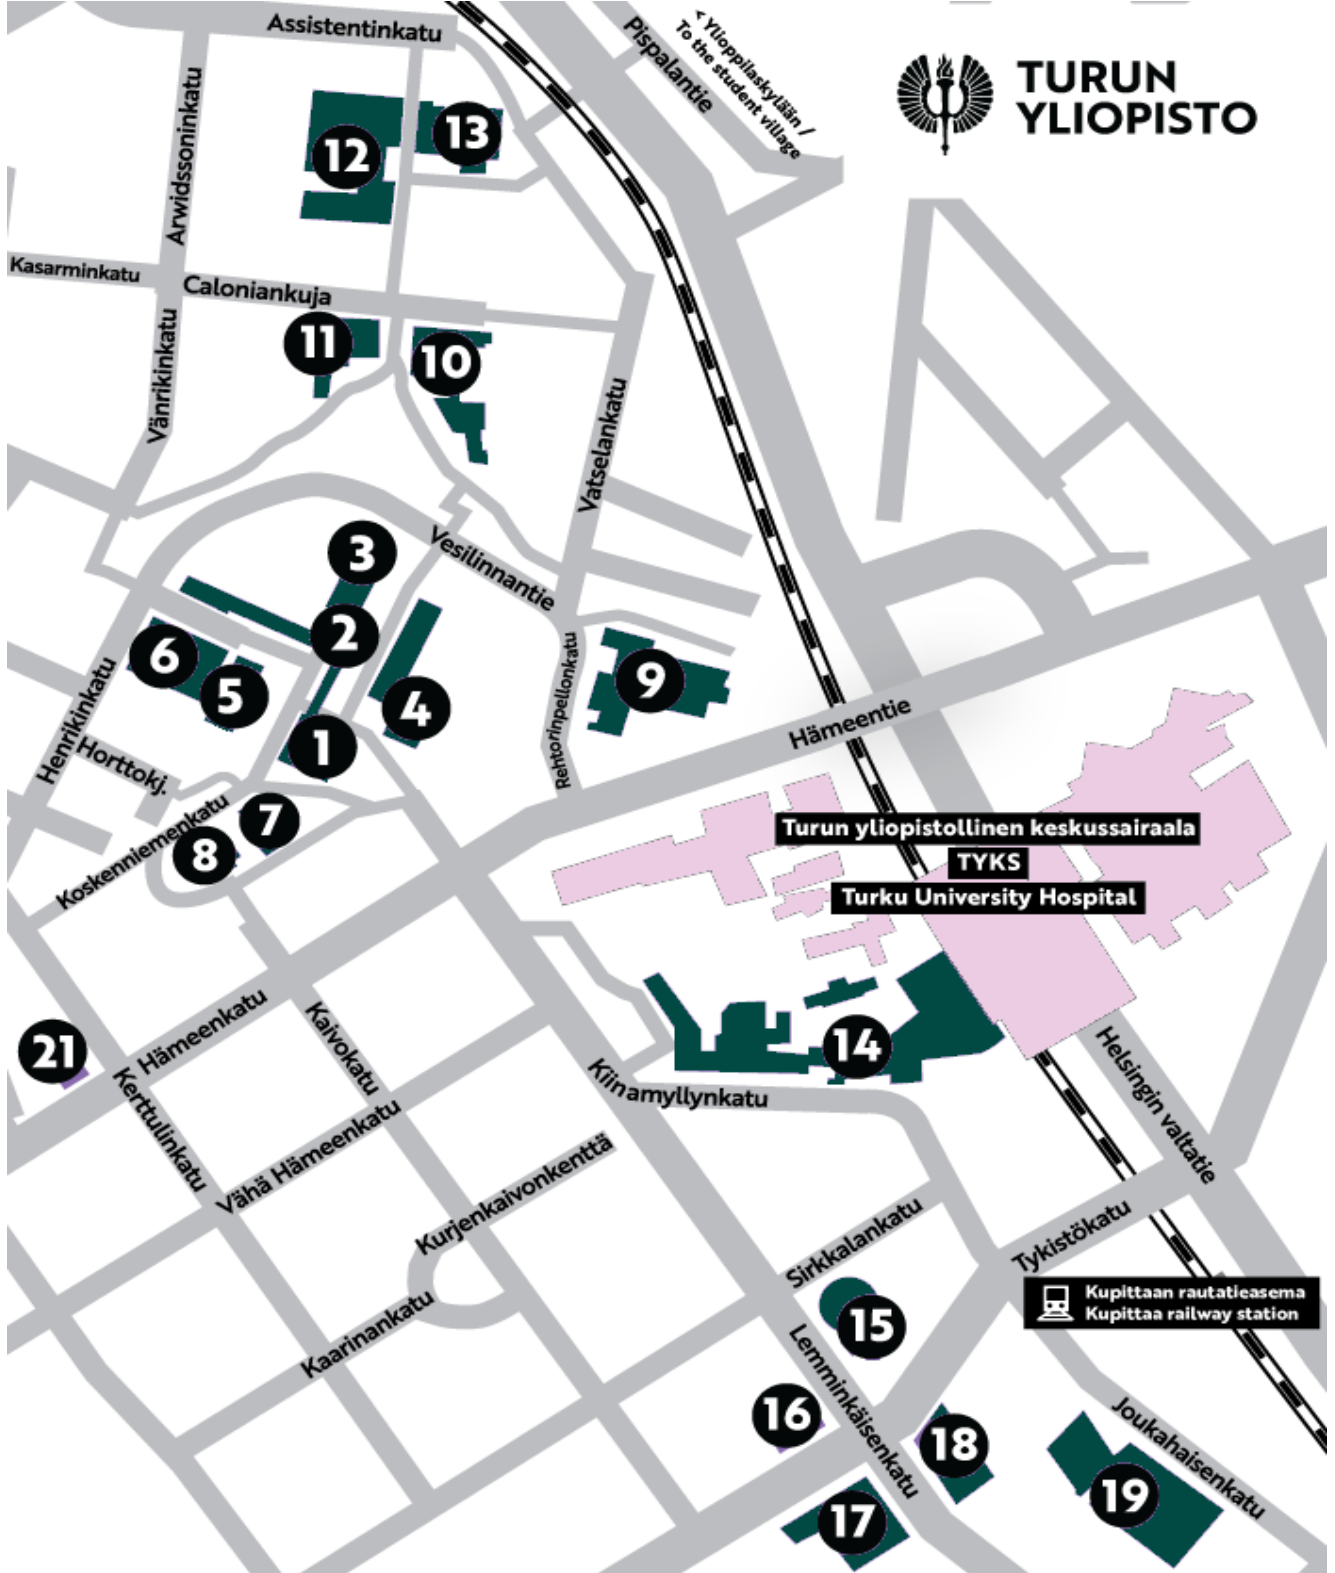 Assistentinkatu
Pispalantie
< Ylioppilaskylään /
To the student village
TURUN
YLIOPISTO
Arwidssoninkatu
12
13
Kasarminkatu
Caloniankuja
Vänrikinkatu
11
10
Vatselankatu
3
Vesilinnantie
2
6
5
4
9
1
Henrikinkatu
Rehtorinpellonkatu
Hämeentie
Horttokj.
7
8
Koskenniemenkatu
Turun yliopistollinen keskussairaala
TYKS
Turku University Hospital
21
Hämeenkatu
Kaivokatu
14
Kiinamyllynkatu
Helsingin valtatie
Kerttulinkatu
Vähä Hämeenkatu
Kurjenkaivonkenttä
Sirkkalankatu
Tykistökatu
Kupittaan rautatieasema
Kupittaa railway station
15
Kaarinankatu
Lemminkäisenkatu
16
18
Joukahaisenkatu
19
17